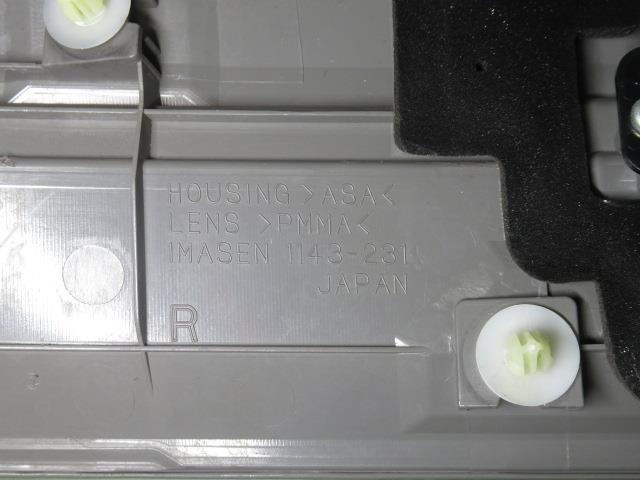 HOUSING >ASA<
LENS >PMMA<
IMASEN 1143-231
JAPAN
R